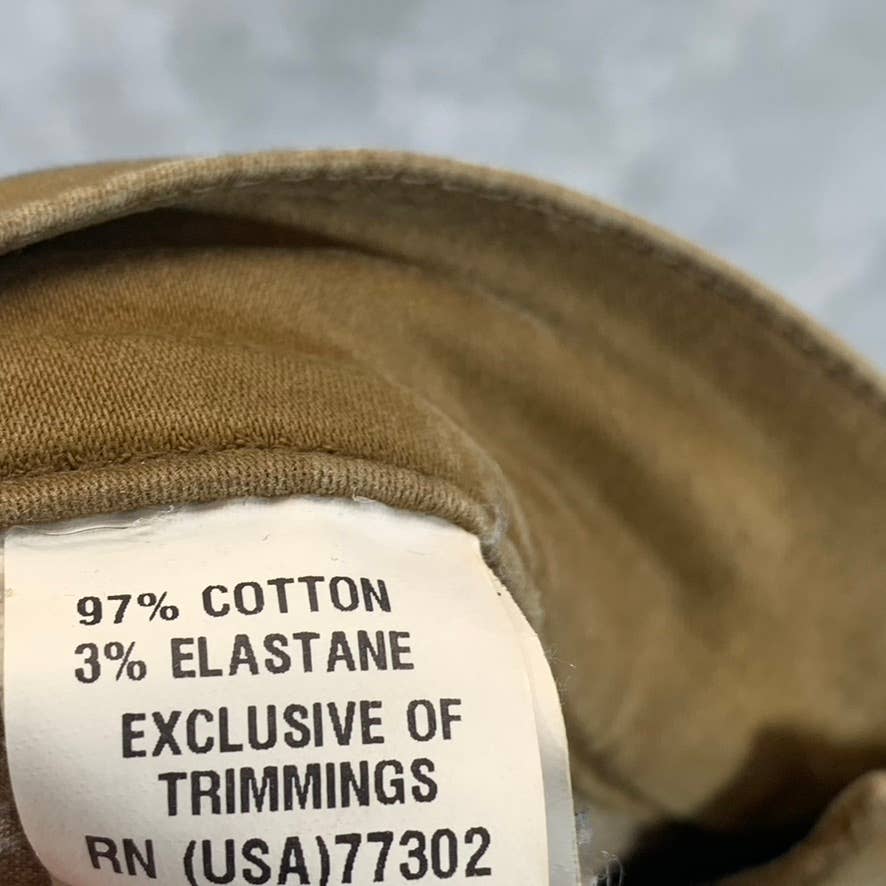 97% COTTON
3% ELASTANE
EXCLUSIVE OF
TRIMMINGS
RN (USA)77302